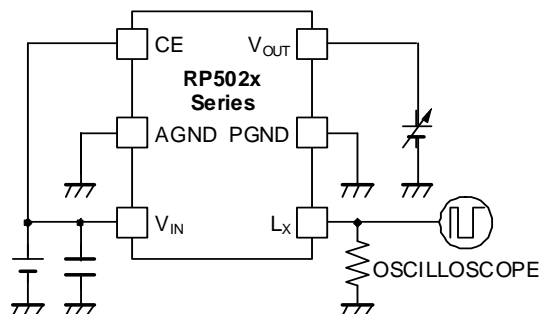 CE
VOUT
RP502x
Series
AGND
PGND
VIN
LX
OSCILLOSCOPE